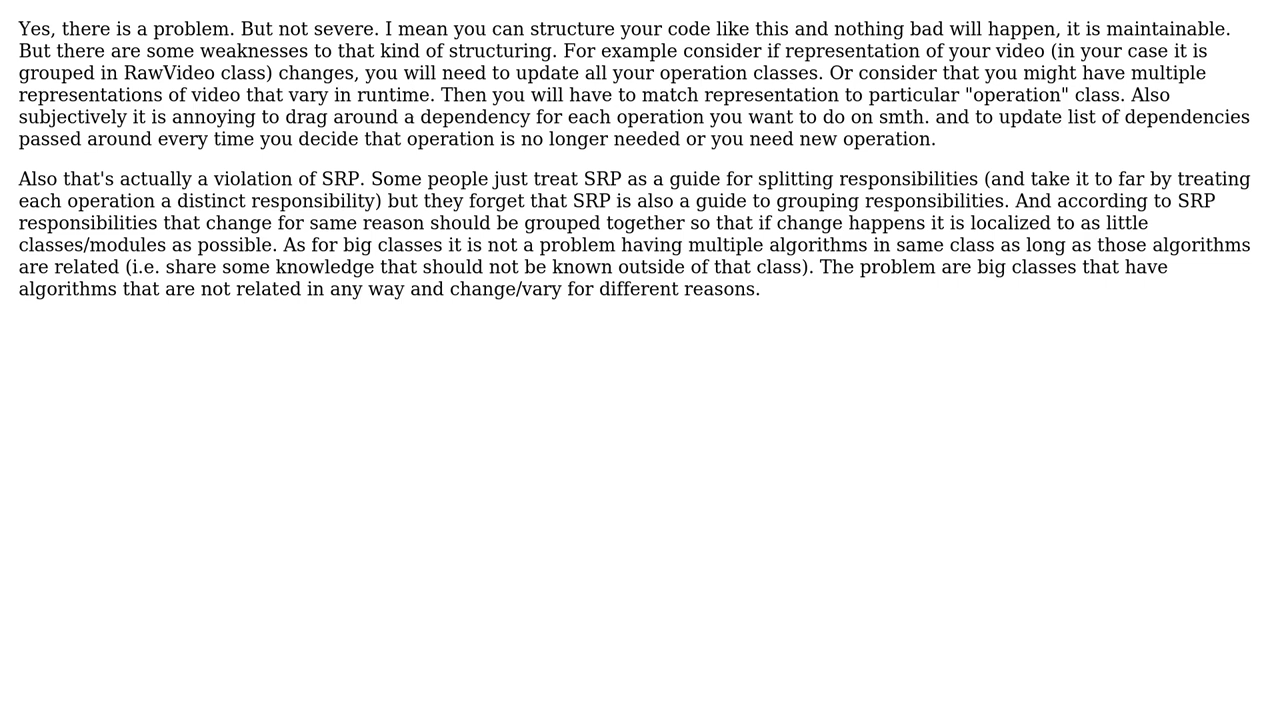 Yes, there is a problem. But not severe. I mean you can structure your code like this and nothing bad will happen, it is maintainable.
But there are some weaknesses to that kind of structuring. For example consider if representation of your video (in your case it is
grouped in RawVideo class) changes, you will need to update all your operation classes. Or consider that you might have multiple
representations of video that vary in runtime. Then you will have to match representation to particular "operation" class. Also
subjectively it is annoying to drag around a dependency for each operation you want to do on smth. and to update list of dependencies
passed around every time you decide that operation is no longer needed or you need new operation.
Also that's actually a violation of SRP. Some people just treat SRP as a guide for splitting responsibilities (and take it to far by treating
each operation a distinct responsibility) but they forget that SRP is also a guide to grouping responsibilities. And according to SRP
responsibilities that change for same reason should be grouped together so that if change happens it is localized to as little
classes/modules as possible. As for big classes it is not a problem having multiple algorithms in same class as long as those algorithms
are related (i.e. share some knowledge that should not be known outside of that class). The problem are big classes that have
algorithms that are not related in any way and change/vary for different reasons.